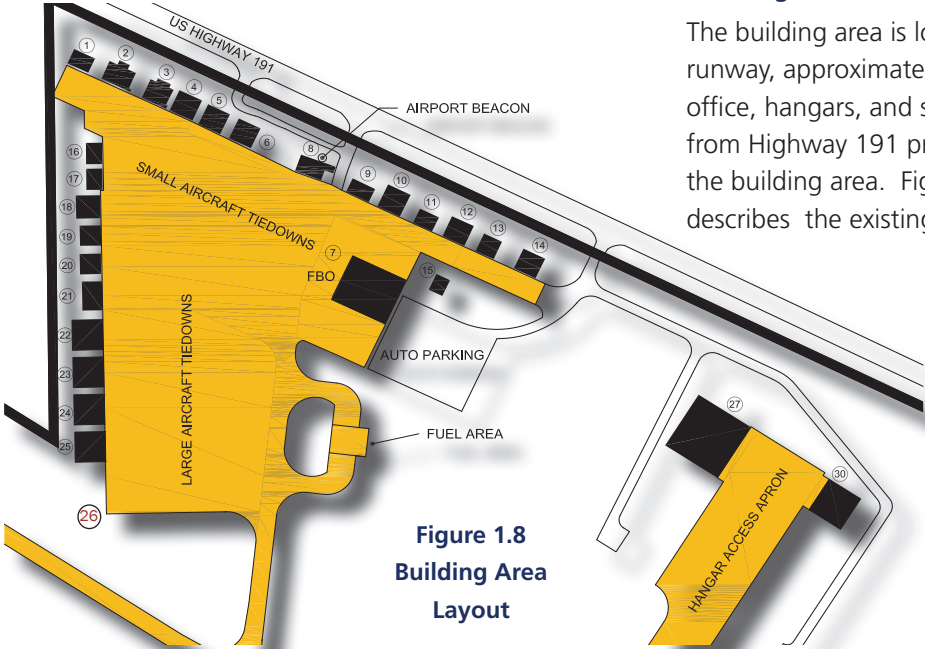 The building area is lo
runway, approximate
office, hangars, and s
from Highway 191 pr
the building area. Fig
describes the existing
US HIGHWAY 191
AIRPORT BEACON
1
2
3
4
5
6
8
9
10
11
12
13
14
16
17
18
19
20
21
22
23
24
25
26
SMALL AIRCRAFT TIEDOWNS
7
FBO
15
AUTO PARKING
LARGE AIRCRAFT TIEDOWNS
FUEL AREA
27
30
HANGAR ACCESS APRON
Figure 1.8
Building Area
Layout